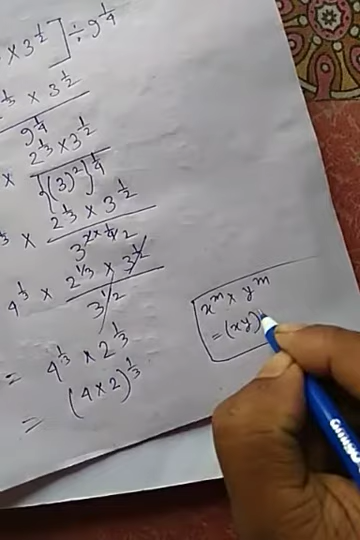 × 3^{1/2}] ÷ 9^{1/4}
2^{1/3} × 3^{1/2}
9^{1/4}
× 2^{1/3} × 3^{1/2}
{(3)^2}^{1/4}
× 2^{1/3} × 3^{1/2}
4^{1/3} × 2^{1/3} × 3^{1/2}
3^{1/2}
= 4^{1/3} × 2^{1/3}
= (4×2)^{1/3}
x^m × y^m
= (xy)